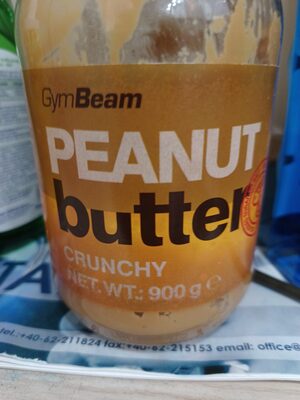 GymBeam
PEANUT
butter
CRUNCHY
NET. WT.: 900 g ℮
tel.:+40-62-211824 fax:+40-62-215153 email: office@